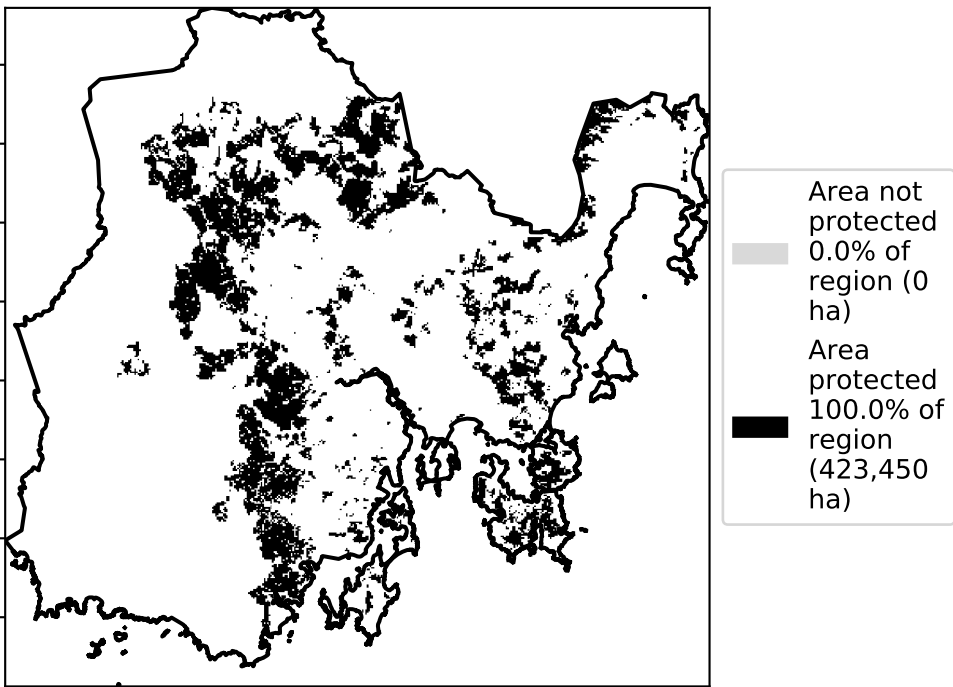 Area not
protected
0.0% of
region (0
ha)
Area
protected
100.0% of
region
(423,450
ha)